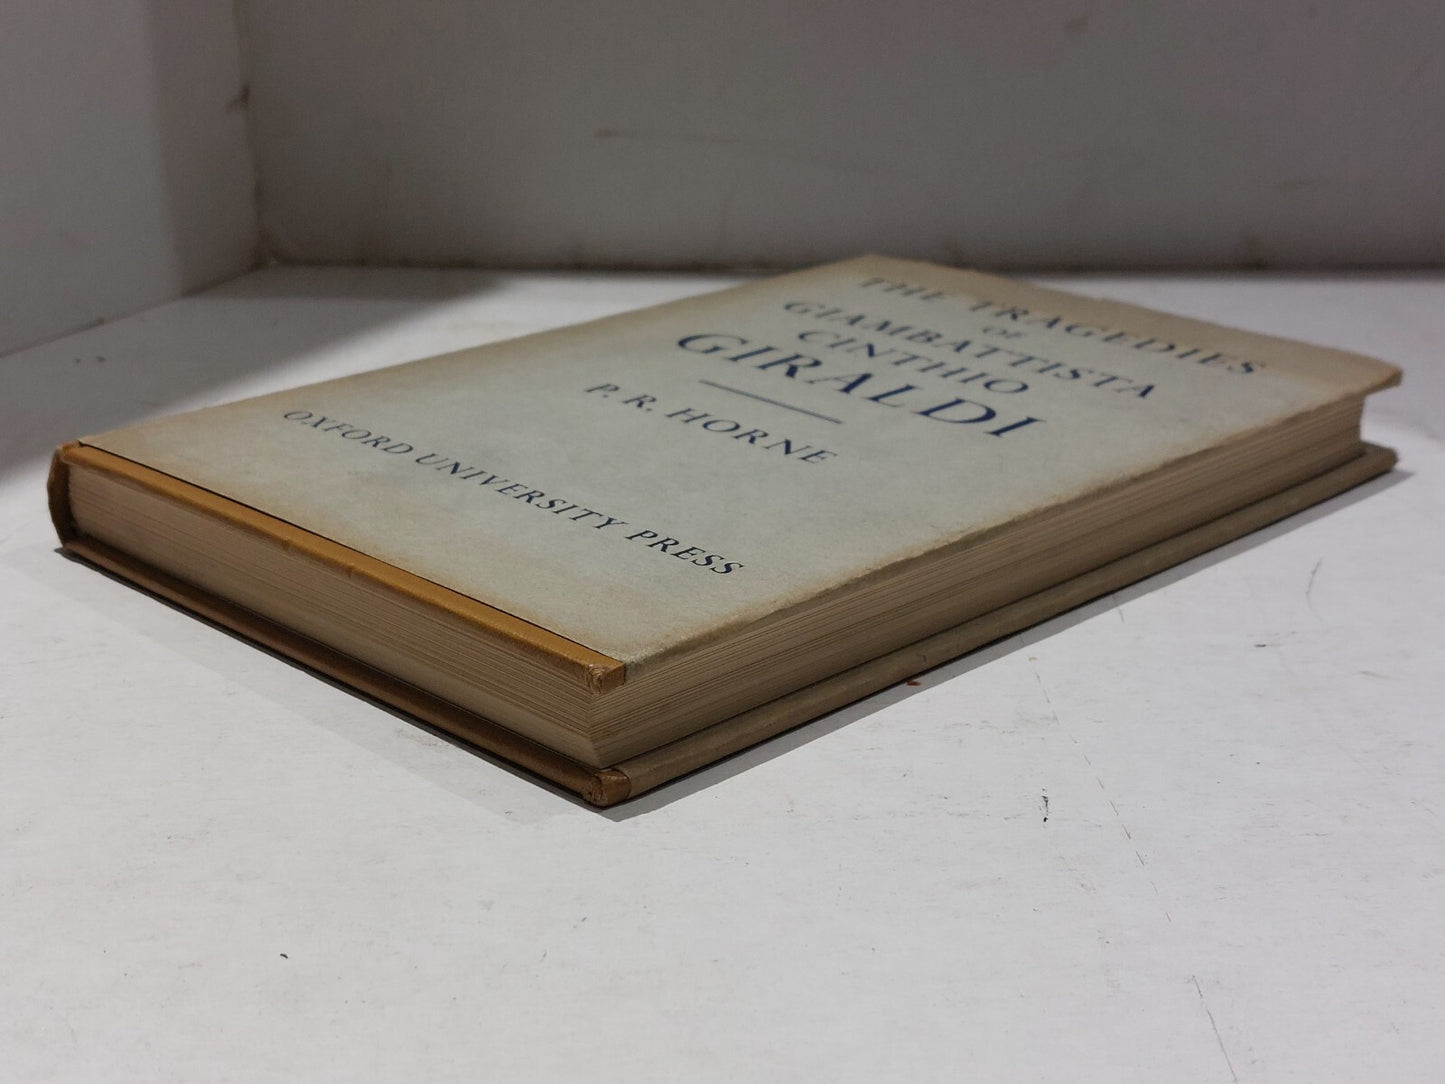 THE TRAGEDIES
OF
GIAMBATTISTA
CINTHIO
GIRALDI
P. R. HORNE
OXFORD UNIVERSITY PRESS